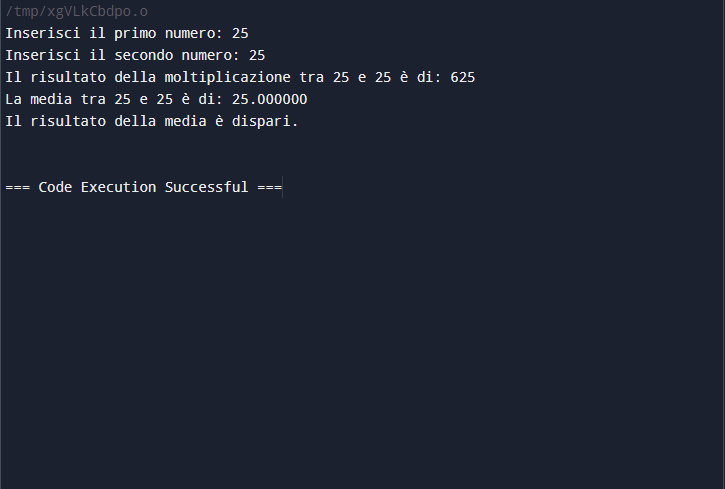 /tmp/xgVLkCbdpo.o
Inserisci il primo numero: 25
Inserisci il secondo numero: 25
Il risultato della moltiplicazione tra 25 e 25 è di: 625
La media tra 25 e 25 è di: 25.000000
Il risultato della media è dispari.
=== Code Execution Successful ===